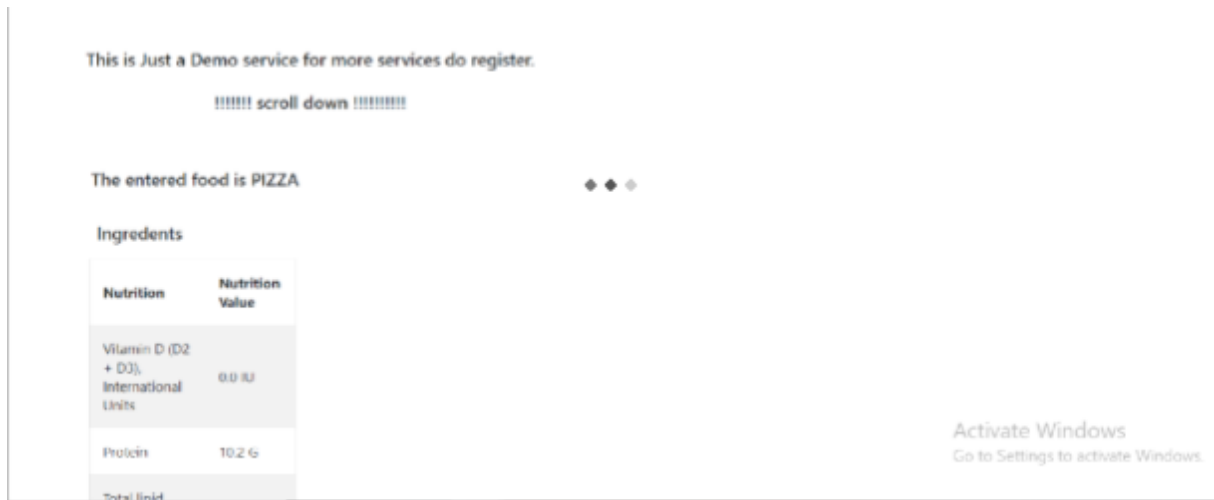 This is Just a Demo service for more services do register.
!!!!!!! scroll down !!!!!!!!!!
The entered food is PIZZA
Ingredents
Nutrition
Nutrition
Value
Vitamin D (D2
+ D3),
International
Units
0.0 IU
Protein
10.2 G
Total lipid
Activate Windows
Go to Settings to activate Windows.